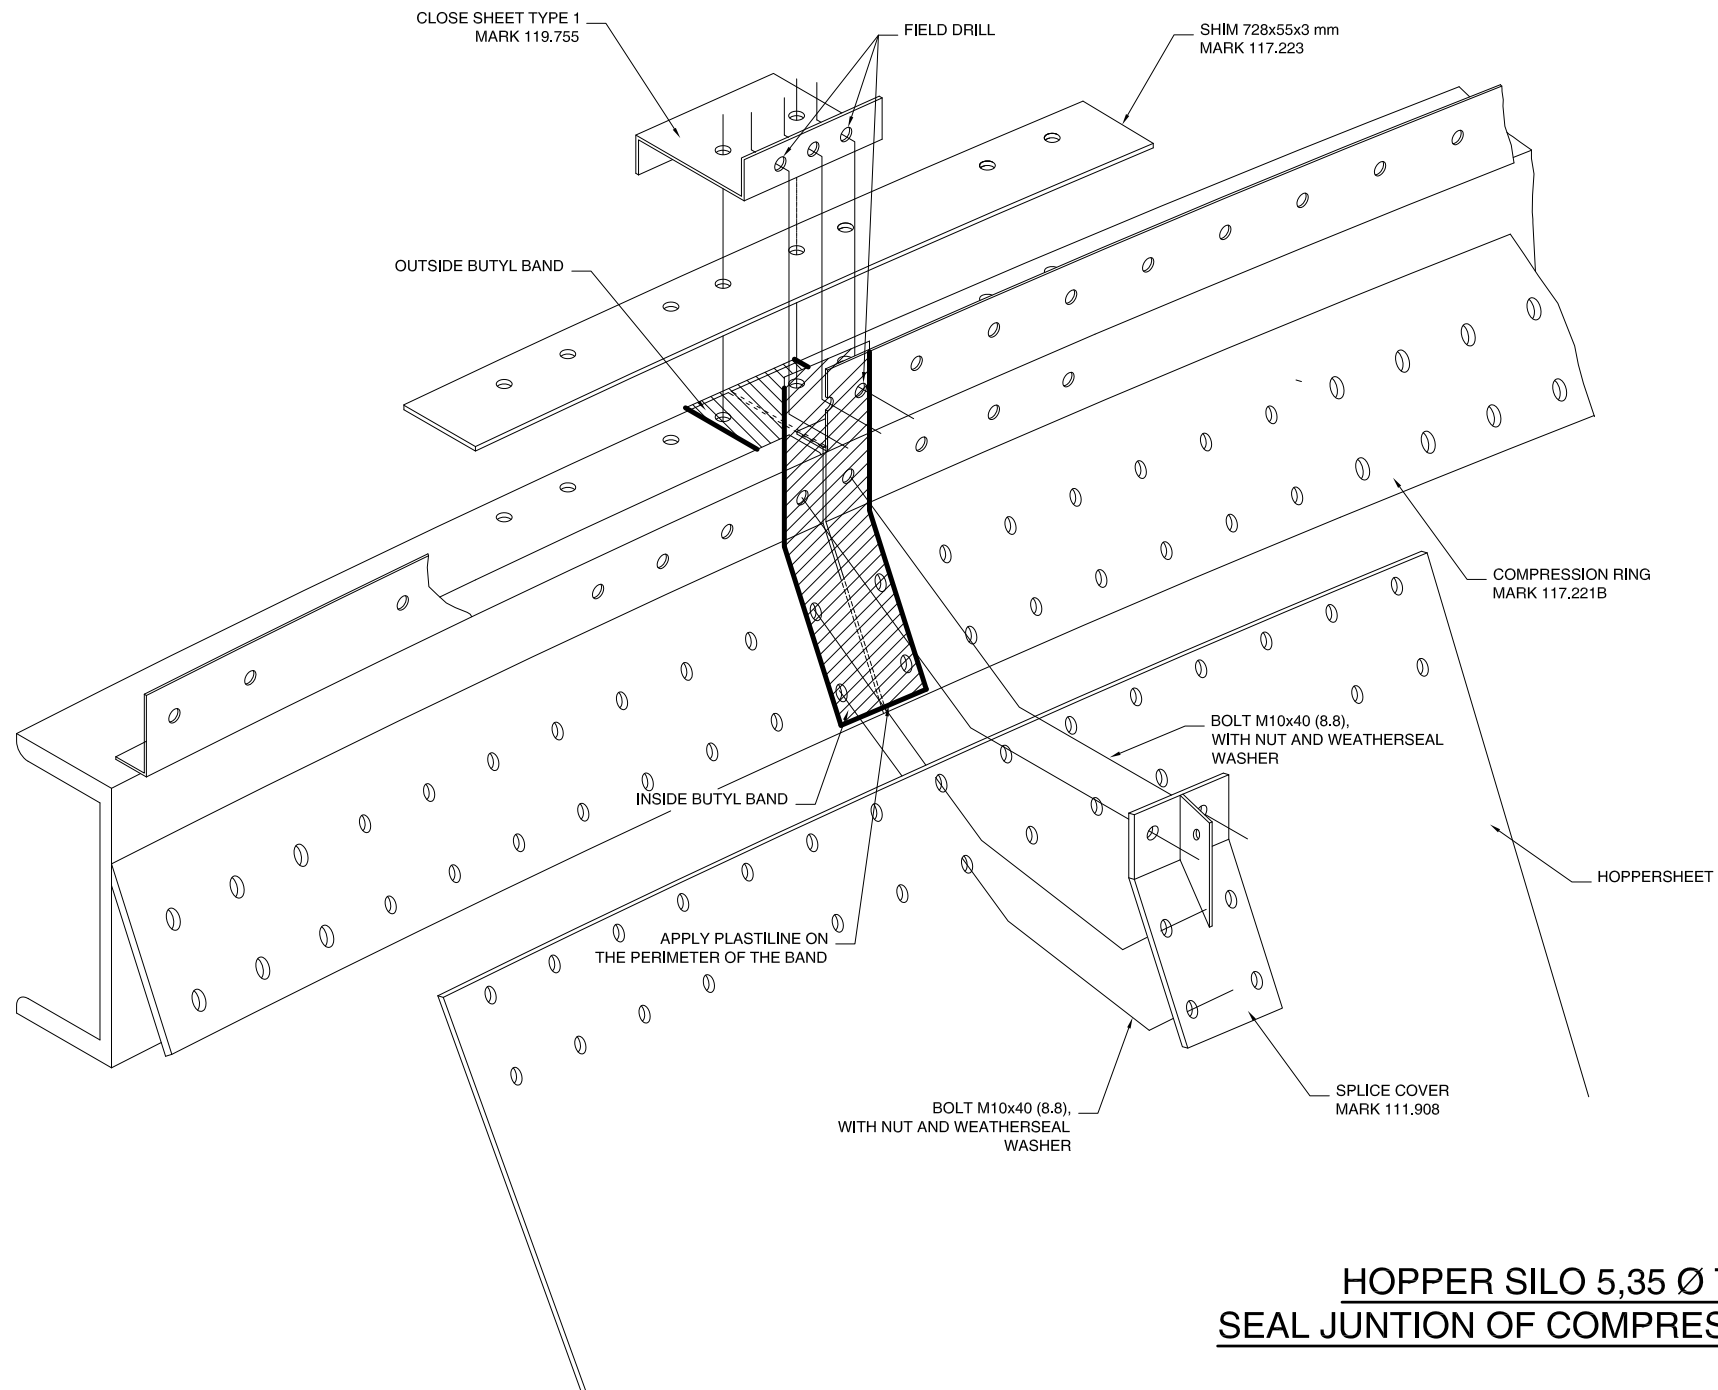 CLOSE SHEET TYPE 1
MARK 119.755
FIELD DRILL
SHIM 728x55x3 mm
MARK 117.223
OUTSIDE BUTYL BAND
COMPRESSION RING
MARK 117.221B
BOLT M10x40 (8.8),
WITH NUT AND WEATHERSEAL
WASHER
INSIDE BUTYL BAND
HOPPERSHEET
APPLY PLASTILINE ON
THE PERIMETER OF THE BAND
SPLICE COVER
MARK 111.908
BOLT M10x40 (8.8),
WITH NUT AND WEATHERSEAL
WASHER
HOPPER SILO 5,35 Ø
SEAL JUNTION OF COMPRES